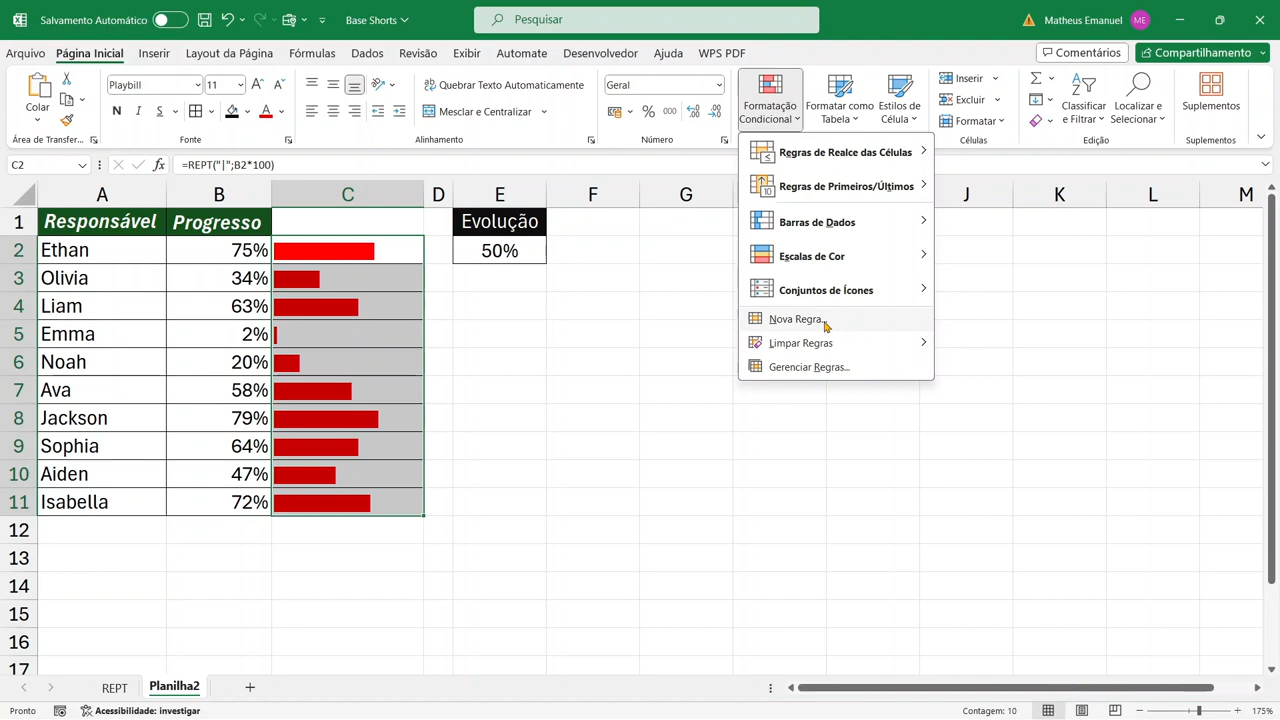 Salvamento Automático
Base Shorts
Pesquisar
Matheus Emanuel
ME
Arquivo
Página Inicial
Inserir
Layout da Página
Fórmulas
Dados
Revisão
Exibir
Automate
Desenvolvedor
Ajuda
WPS PDF
Comentários
Compartilhamento
Colar
Playbill
11
N I S
Quebrar Texto Automaticamente
Mesclar e Centralizar
Geral
% 000
Formatação Condicional
Formatar como Tabela
Estilos de Célula
Inserir
Excluir
Formatar
Classificar e Filtrar
Localizar e Selecionar
Suplementos
Área de Transfer...
Fonte
Alinhamento
Número
Células
Edição
Suplementos
C2
fx
=REPT("|";B2*100)
A B C D E F G J K L M
1 Responsável Progresso Evolução
2 Ethan 75% 50%
3 Olivia 34%
4 Liam 63%
5 Emma 2%
6 Noah 20%
7 Ava 58%
8 Jackson 79%
9 Sophia 64%
10 Aiden 47%
11 Isabella 72%
12
13
14
15
16
17
Regras de Realce das Células
Regras de Primeiros/Últimos
Barras de Dados
Escalas de Cor
Conjuntos de Ícones
Nova Regra...
Limpar Regras
Gerenciar Regras...
REPT
Planilha2
Pronto
Acessibilidade: investigar
Contagem: 10
175%